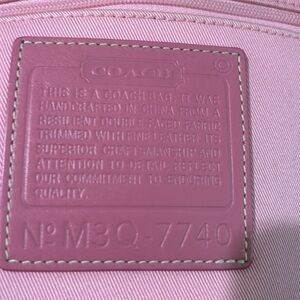 COACH
THIS IS A COACH BAG. IT WAS
HANDCRAFTED IN CHINA FROM A
RESILIENT DOUBLE FACED FABRIC
TRIMMED WITH FINE LEATHER. ITS
SUPERIOR CRAFTSMANSHIP AND
ATTENTION TO DETAIL REFLECT
OUR COMMITMENT TO ENDURING
QUALITY.
Nº M3Q-7740